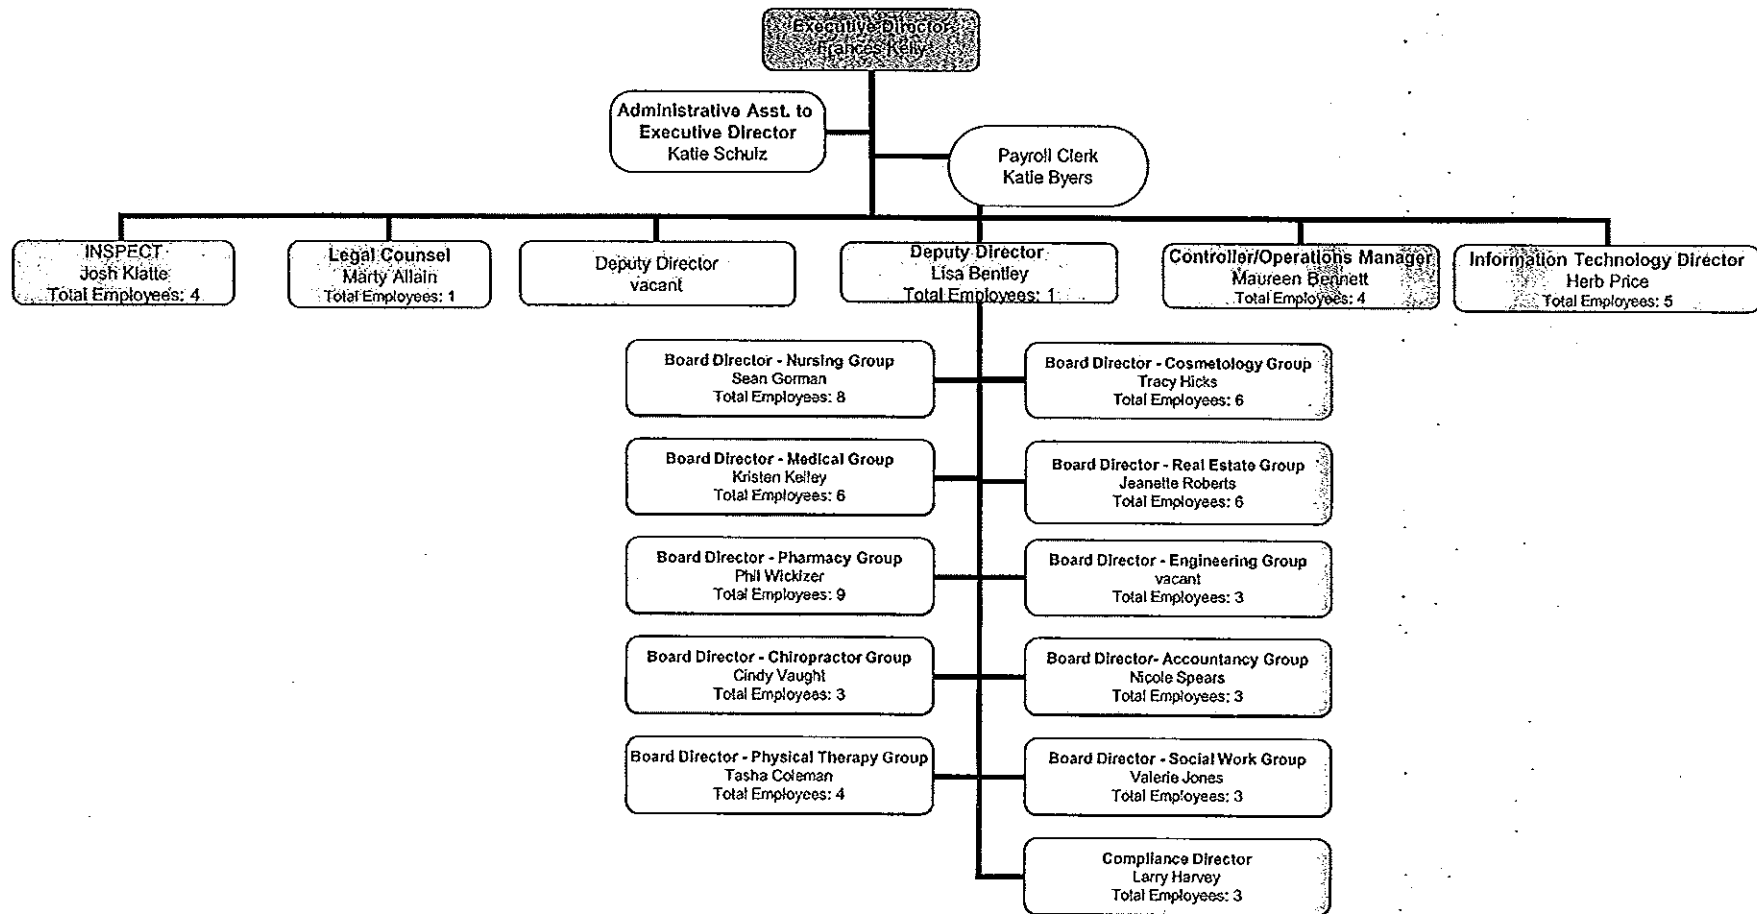 Executive Director
Frances Kelly
Administrative Asst. to
Executive Director
Katie Schulz
Payroll Clerk
Katie Byers
INSPECT
Josh Klatte
Total Employees: 4
Legal Counsel
Marty Allain
Total Employees: 1
Deputy Director
vacant
Deputy Director
Lisa Bentley
Total Employees: 1
Controller/Operations Manager
Maureen Bennett
Total Employees: 4
Information Technology Director
Herb Price
Total Employees: 5
Board Director - Nursing Group
Sean Gorman
Total Employees: 8
Board Director - Cosmetology Group
Tracy Hicks
Total Employees: 6
Board Director - Medical Group
Kristen Kelley
Total Employees: 6
Board Director - Real Estate Group
Jeanette Roberts
Total Employees: 6
Board Director - Pharmacy Group
Phil Wickizer
Total Employees: 9
Board Director - Engineering Group
vacant
Total Employees: 3
Board Director - Chiropractor Group
Cindy Vaught
Total Employees: 3
Board Director- Accountancy Group
Nicole Spears
Total Employees: 3
Board Director - Physical Therapy Group
Tasha Coleman
Total Employees: 4
Board Director - Social Work Group
Valerie Jones
Total Employees: 3
Compliance Director
Larry Harvey
Total Employees: 3